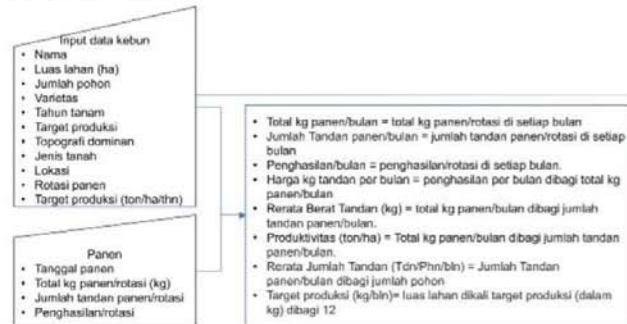 Input data kebun
• Nama
• Luas lahan (ha)
• Jumlah pohon
• Varietas
• Tahun tanam
• Target produksi
• Topografi dominan
• Jenis tanah
• Lokasi
• Rotasi panen
• Target produksi (ton/ha/thn)
Panen
• Tanggal panen
• Total kg panen/rotasi (kg)
• Jumlah tandan panen/rotasi
• Penghasilan/rotasi
• Total kg panen/bulan = total kg panen/rotasi di setiap bulan
• Jumlah Tandan panen/bulan = jumlah tandan panen/rotasi di setiap
bulan
• Penghasilan/bulan = penghasilan/rotasi di setiap bulan.
• Harga kg tandan per bulan = penghasilan per bulan dibagi total kg
panen/bulan
• Rerata Berat Tandan (kg) = total kg panen/bulan dibagi jumlah
tandan panen/bulan.
• Produktivitas (ton/ha) = Total kg panen/bulan dibagi jumlah tandan
panen/bulan.
• Rerata Jumlah Tandan (Tdn/Phn/bln) = Jumlah Tandan
panen/bulan dibagi jumlah pohon
• Target produksi (kg/bln)= luas lahan dikali target produksi (dalam
kg) dibagi 12